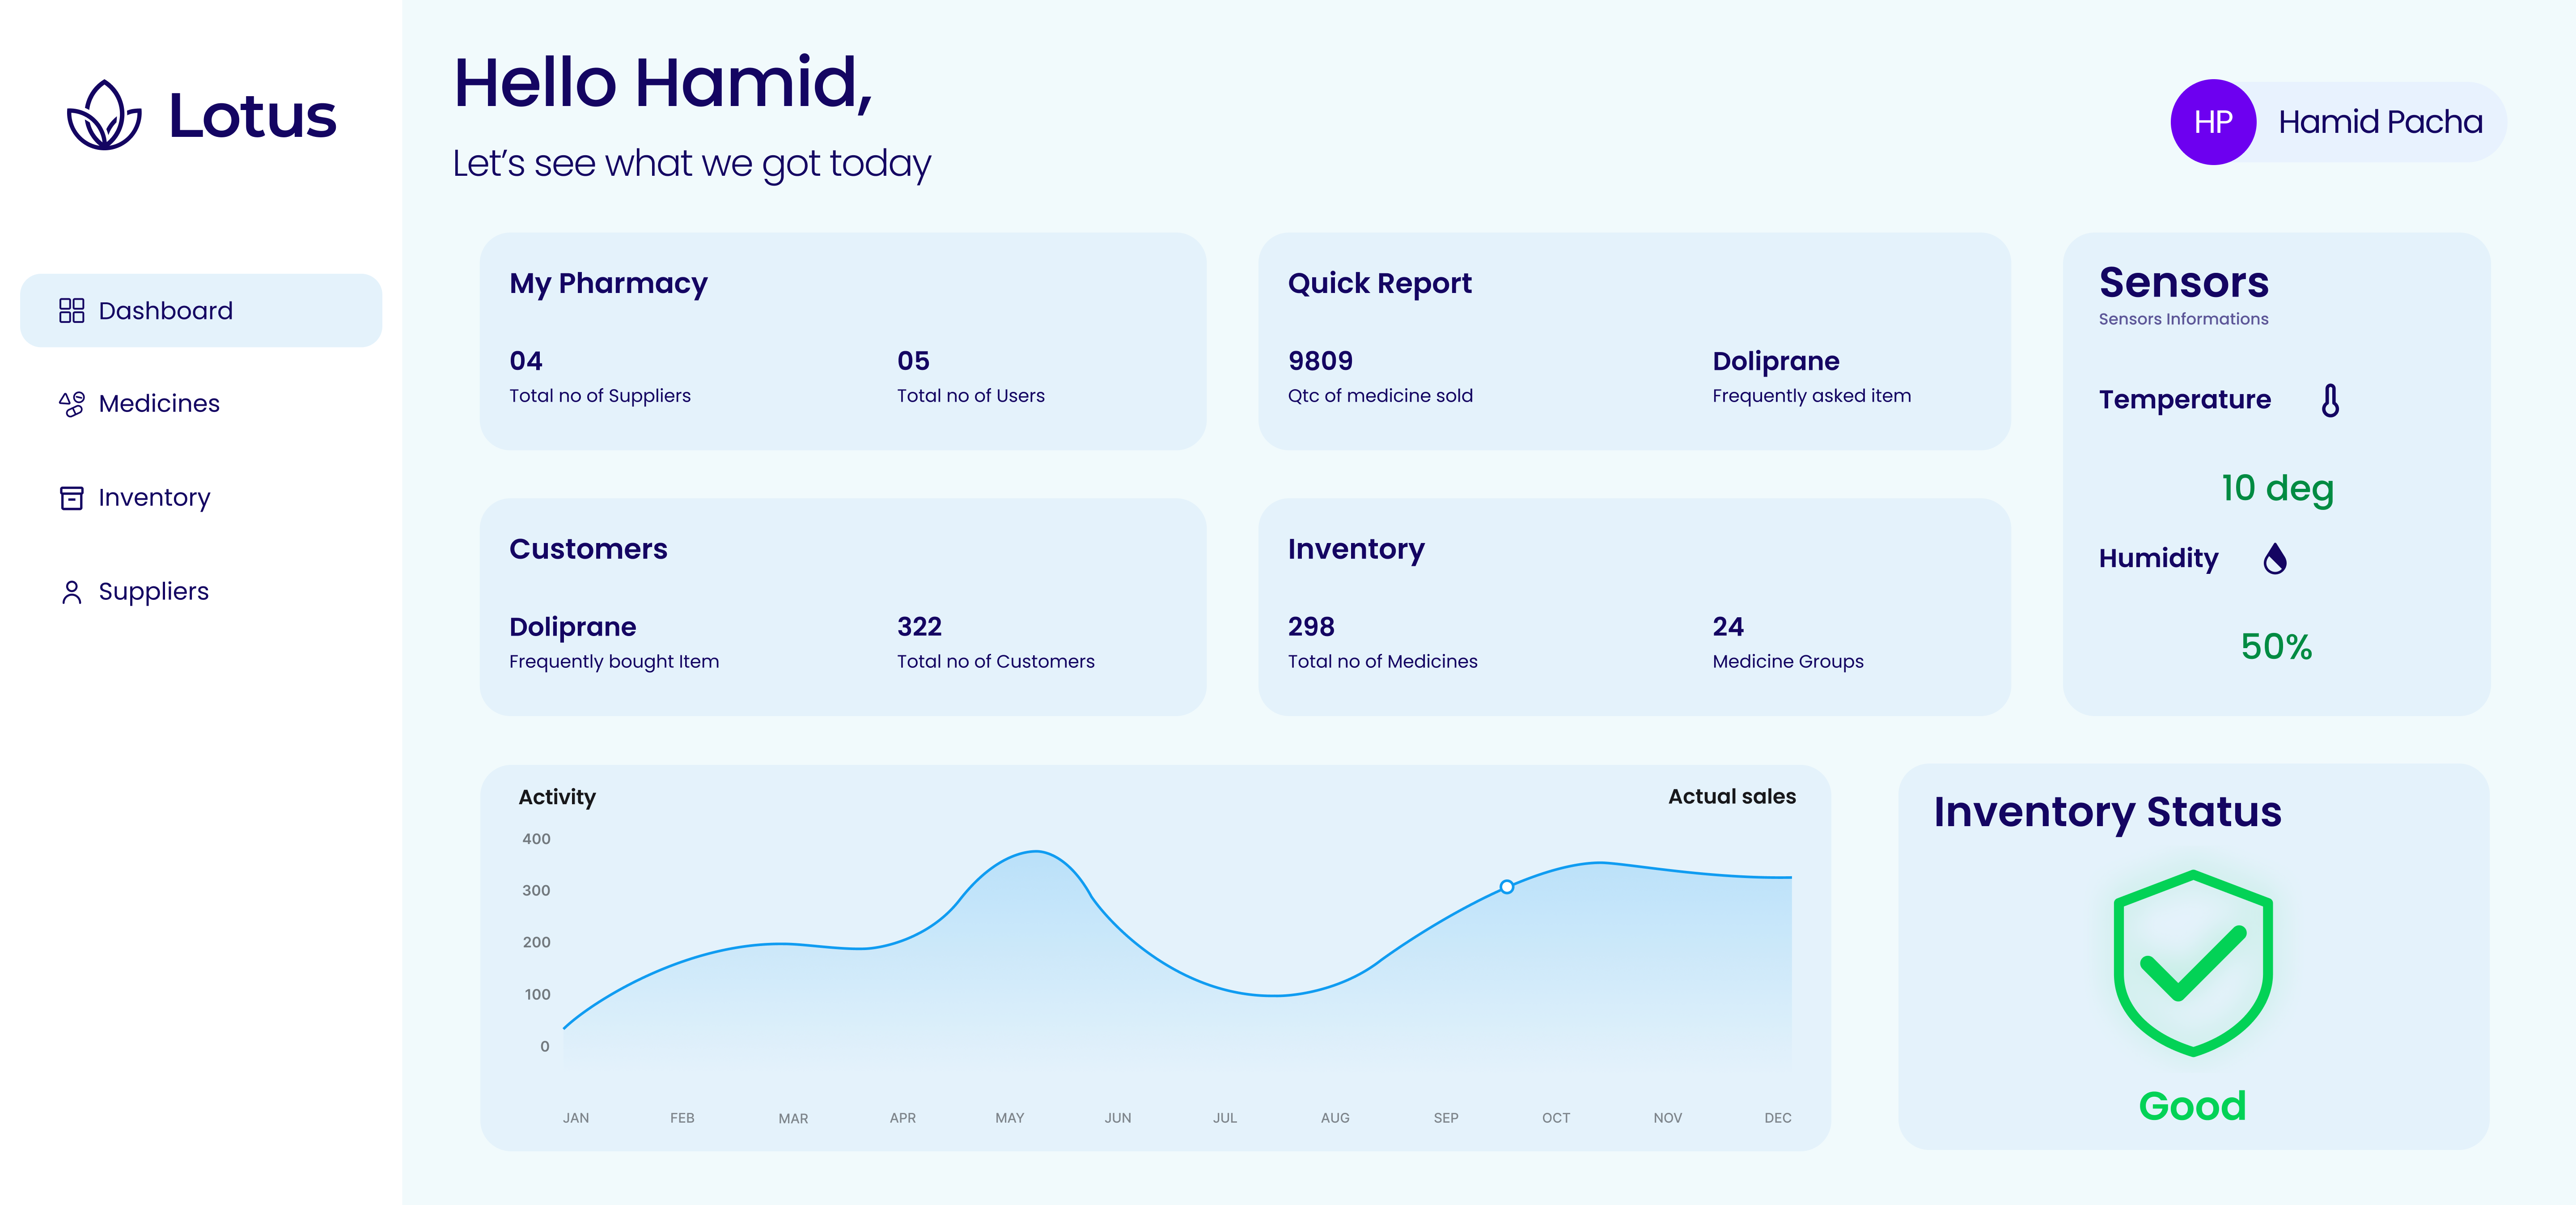 Lotus
Dashboard
Medicines
Inventory
Suppliers
Hello Hamid,
Let's see what we got today
HP
Hamid Pacha
My Pharmacy
04
Total no of Suppliers
05
Total no of Users
Quick Report
9809
Qtc of medicine sold
Doliprane
Frequently asked item
Customers
Doliprane
Frequently bought Item
322
Total no of Customers
Inventory
298
Total no of Medicines
24
Medicine Groups
Sensors
Sensors Informations
Temperature
10 deg
Humidity
50%
Activity
Actual sales
400
300
200
100
0
JAN FEB MAR APR MAY JUN JUL AUG SEP OCT NOV DEC
Inventory Status
Good